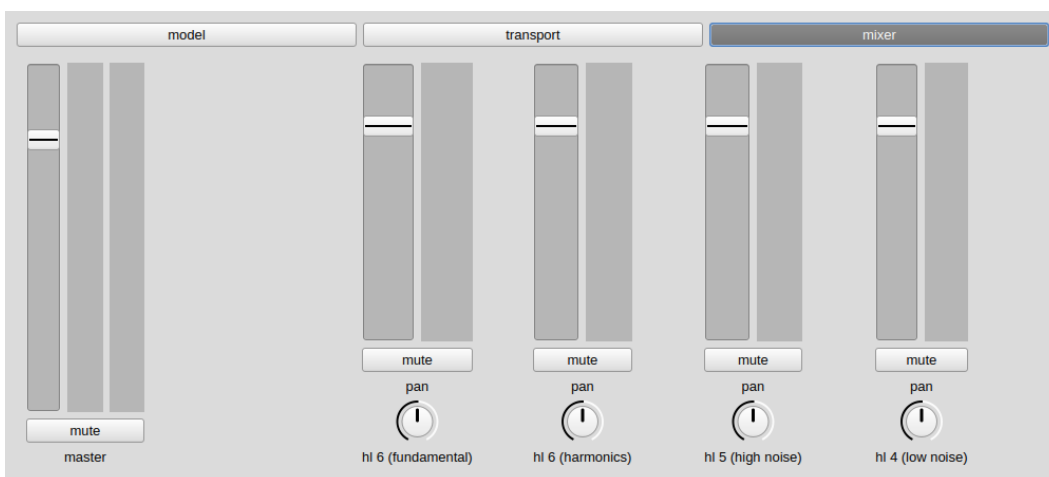 model
transport
mixer
mute
mute
mute
mute
pan
pan
pan
pan
mute
master
hl 6 (fundamental)
hl 6 (harmonics)
hl 5 (high noise)
hl 4 (low noise)